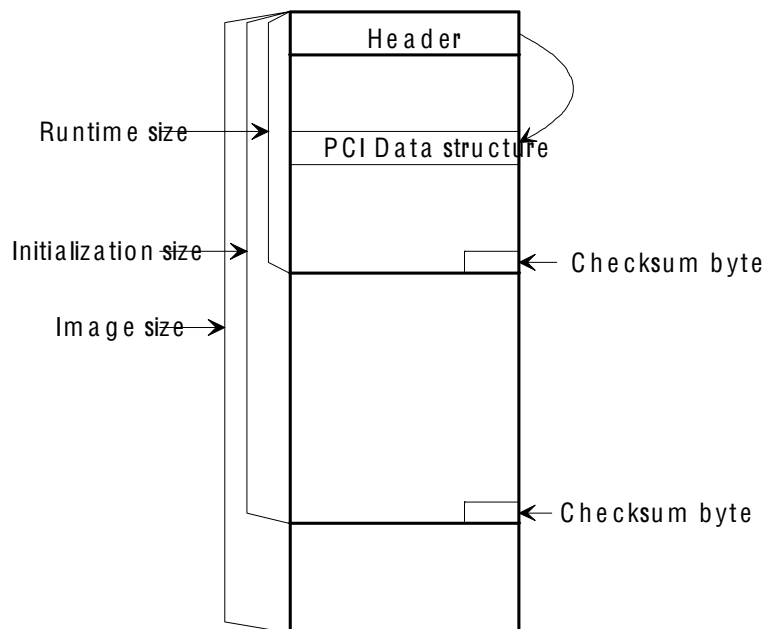 Header
Runtime size
PCI Data structure
Initialization size
Checksum byte
Image size
Checksum byte